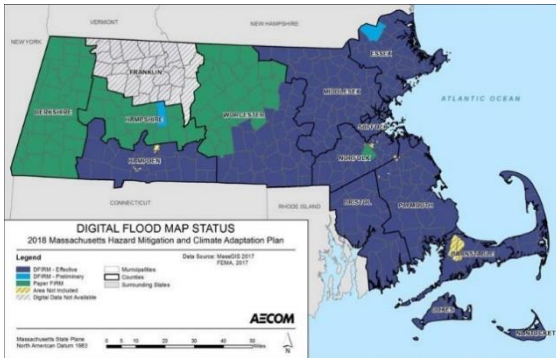 VERMONT
NEW HAMPSHIRE
NEW YORK
ESSEX
FRANKLIN
MIDDLESEX
ATLANTIC OCEAN
BERKSHIRE
WORCESTER
HAMPSHIRE
SUFFOLK
NORFOLK
HAMPDEN
CONNECTICUT
RHODE ISLAND
BRISTOL
PLYMOUTH
BARNSTABLE
DUKES
NANTUCKET
DIGITAL FLOOD MAP STATUS
2018 Massachusetts Hazard Mitigation and Climate Adaptation Plan
Legend
Data Source: MassGIS 2017
FEMA, 2017
DFIRM - Effective
DFIRM - Preliminary
Paper FIRM
Area Not Included
Digital Data Not Available
Municipalities
Counties
Surrounding States
AECOM
Massachusetts State Plane
North American Datum 1983
0 5 10 20 30 40 50
N